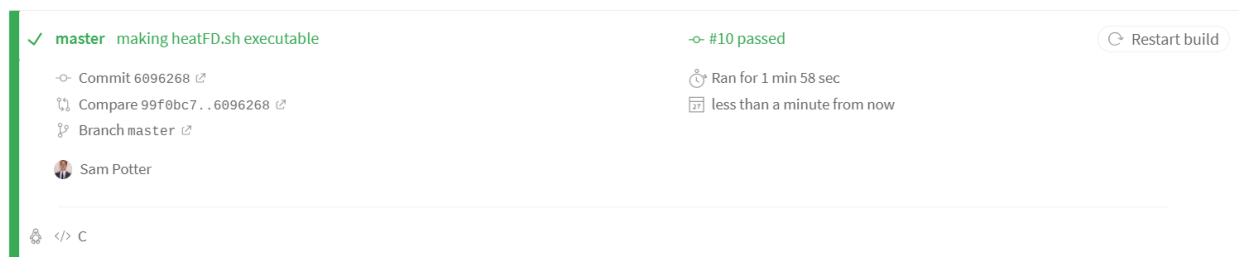 master making heatFD.sh executable
#10 passed
Restart build
Commit 6096268
Compare 99f0bc7..6096268
Branch master
Ran for 1 min 58 sec
27
less than a minute from now
Sam Potter
</> C